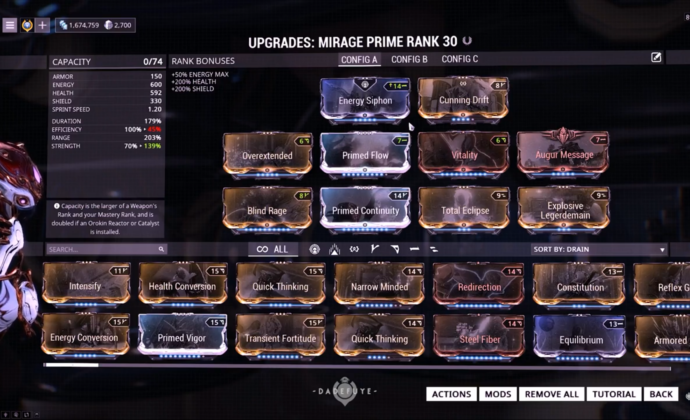 1,674,759 2,700
UPGRADES: MIRAGE PRIME RANK 30
CAPACITY 0/74
RANK BONUSES
CONFIG A CONFIG B CONFIG C
ARMOR 150
ENERGY 600
HEALTH 592
SHIELD 330
SPRINT SPEED 1.20
DURATION 179%
EFFICIENCY 100% • 45%
RANGE 203%
STRENGTH 70% • 139%
+50% ENERGY MAX
+200% HEALTH
+200% SHIELD
14 8
Energy Siphon Cunning Drift
6 7 6 7
Overextended Primed Flow Vitality Augur Message
8 14 9 9
Blind Rage Primed Continuity Total Eclipse Explosive
Legerdemain
Capacity is the larger of a Weapon's
Rank and your Mastery Rank, and is
doubled if an Orokin Reactor or Catalyst
is installed.
SEARCH... ALL SORT BY: DRAIN
11 15 15 14 14 13
Intensify Health Conversion Quick Thinking Narrow Minded Redirection Constitution Reflex G
15 15 15 14 14 13
Energy Conversion Primed Vigor Transient Fortitude Quick Thinking Steel Fiber Equilibrium Armored
ACTIONS MODS REMOVE ALL TUTORIAL BACK